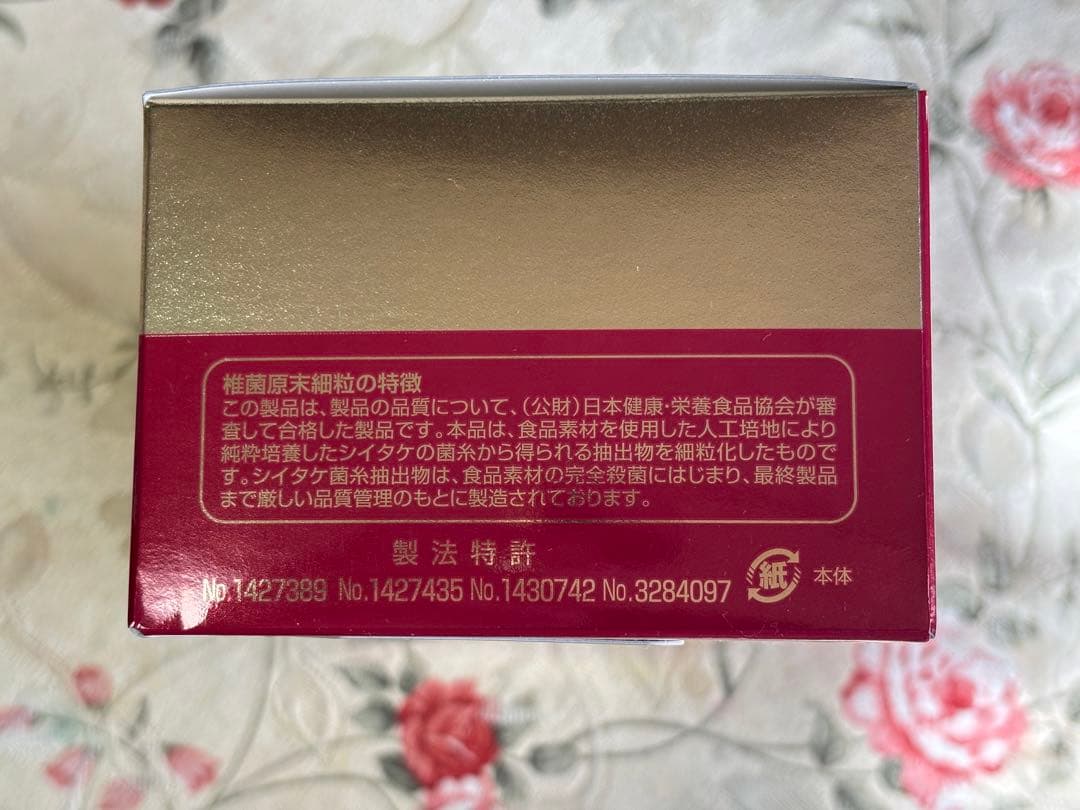 椎菌原末細粒の特徴
この製品は、製品の品質について、(公財)日本健康・栄養食品協会が審
査して合格した製品です。本品は、食品素材を使用した人工培地により
純粋培養したシイタケの菌糸から得られる抽出物を細粒化したもので
す。シイタケ菌糸抽出物は、食品素材の完全殺菌にはじまり、最終製品
まで厳しい品質管理のもとに製造されております。
製法特許
No.1427389 No.1427435 No.1430742 No.3284097
紙 本体